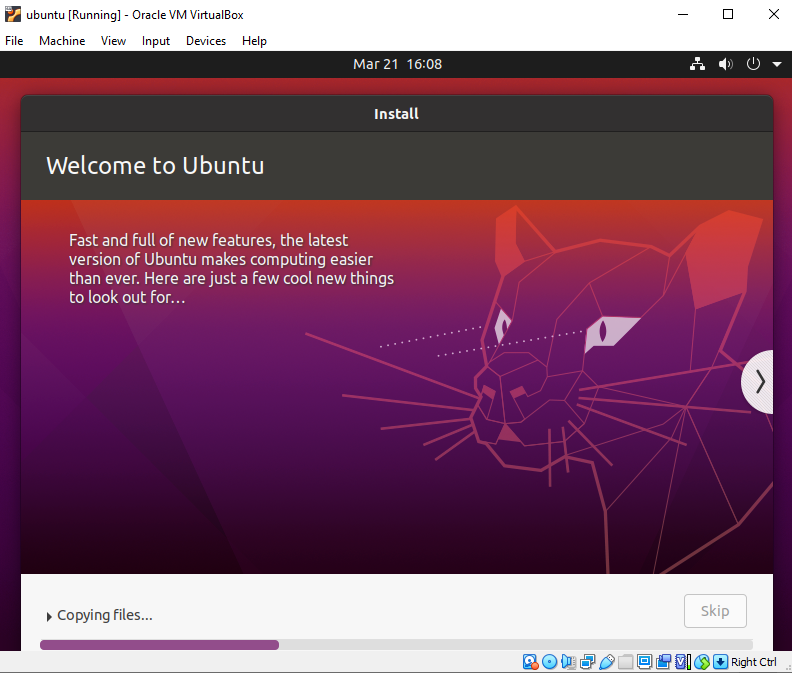 ubuntu [Running] - Oracle VM VirtualBox
File Machine View Input Devices Help
Mar 21 16:08
Install
Welcome to Ubuntu
Fast and full of new features, the latest
version of Ubuntu makes computing easier
than ever. Here are just a few cool new things
to look out for…
Copying files…
Skip
Right Ctrl